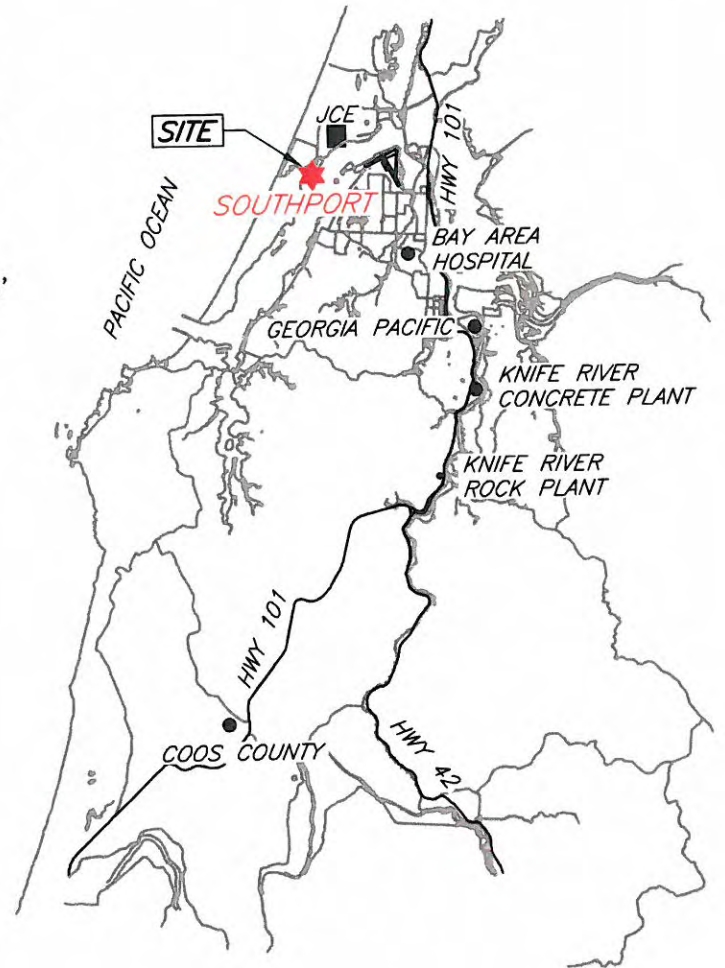 JCE
SITE
HWY 101
SOUTHPORT
PACIFIC OCEAN
BAY AREA
HOSPITAL
GEORGIA PACIFIC
KNIFE RIVER
CONCRETE PLANT
KNIFE RIVER
ROCK PLANT
HWY 101
COOS COUNTY
HWY 42